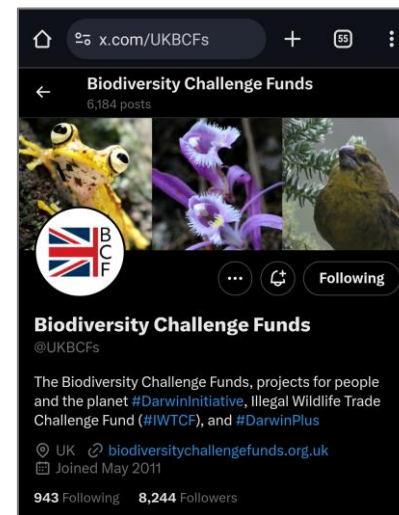 x.com/UKBCFs
55
Biodiversity Challenge Funds
6,184 posts
B
C
F
Following
Biodiversity Challenge Funds
@UKBCFs
The Biodiversity Challenge Funds, projects for people
and the planet #DarwinInitiative, Illegal Wildlife Trade
Challenge Fund (#IWTCF), and #DarwinPlus
UK biodiversitychallengefunds.org.uk
Joined May 2011
943 Following 8,244 Followers